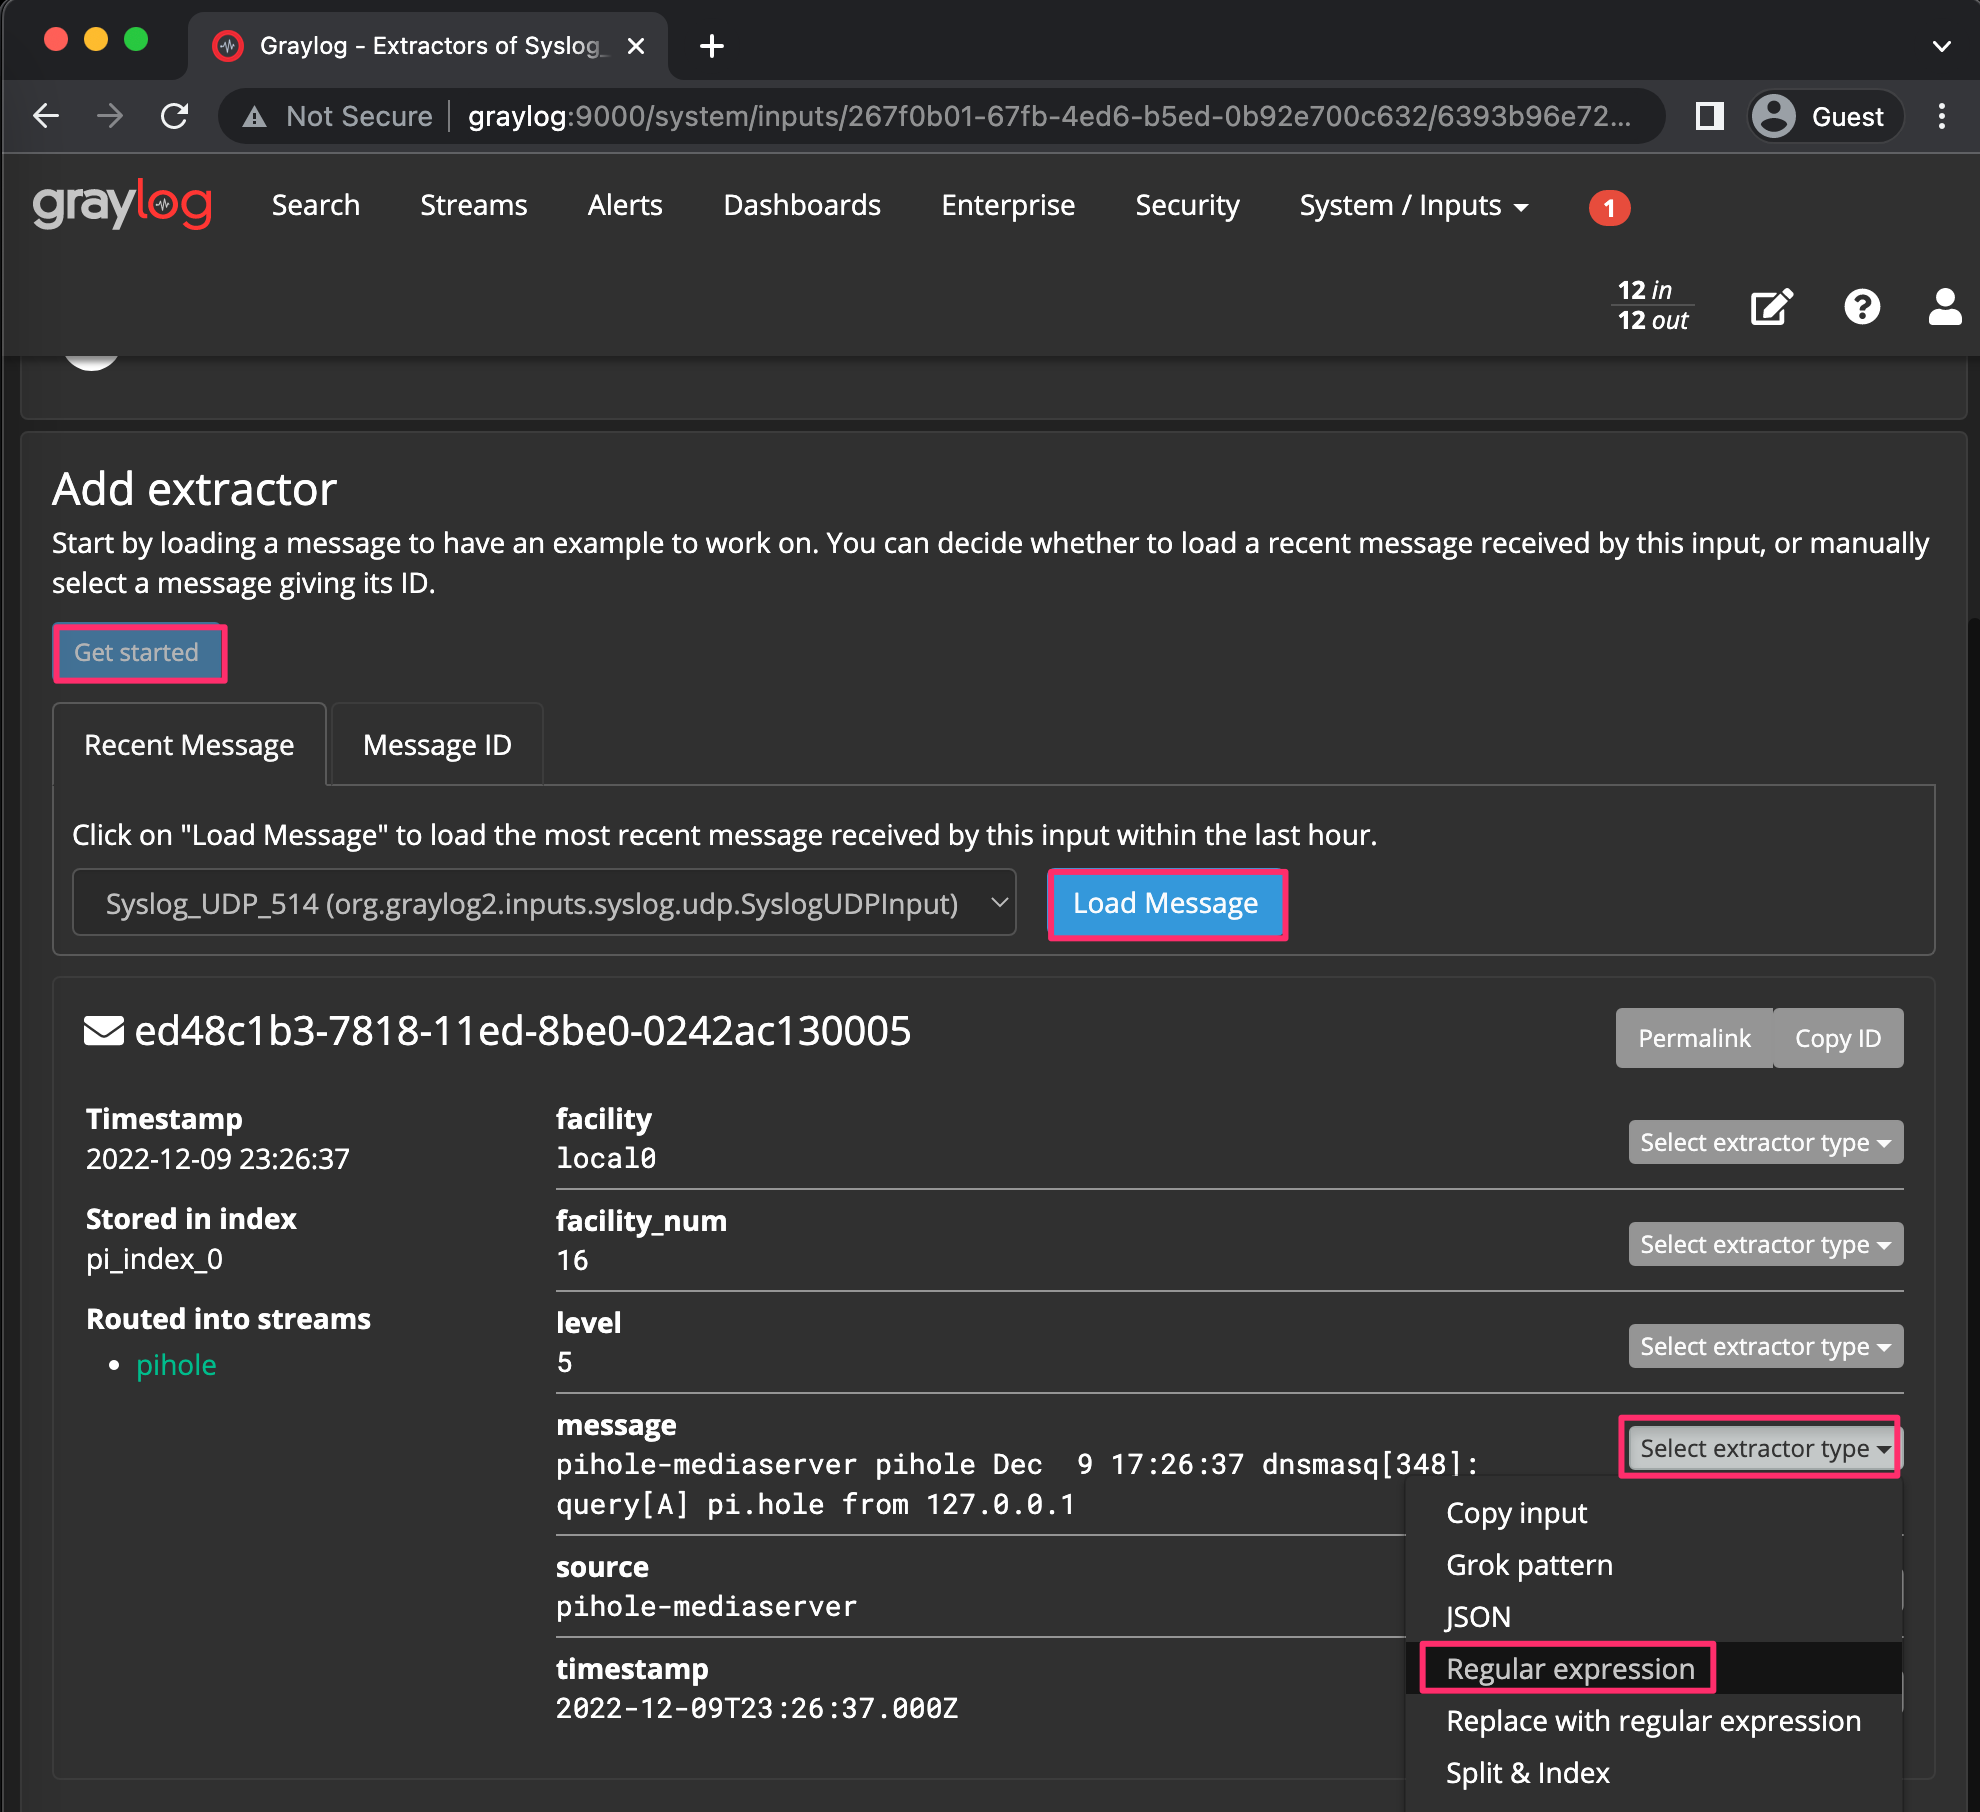 Graylog - Extractors of Syslog_
Not Secure graylog:9000/system/inputs/267f0b01-67fb-4ed6-b5ed-0b92e700c632/6393b96e72...
Guest
graylog Search Streams Alerts Dashboards Enterprise Security System / Inputs 1
12 in
12 out
Add extractor
Start by loading a message to have an example to work on. You can decide whether to load a recent message received by this input, or manually
select a message giving its ID.
Get started
Recent Message Message ID
Click on "Load Message" to load the most recent message received by this input within the last hour.
Syslog_UDP_514 (org.graylog2.inputs.syslog.udp.SyslogUDPInput) Load Message
ed48c1b3-7818-11ed-8be0-0242ac130005
Permalink Copy ID
Timestamp
2022-12-09 23:26:37
Stored in index
pi_index_0
Routed into streams
• pihole
facility
local0
Select extractor type
facility_num
16
Select extractor type
level
5
Select extractor type
message
pihole-mediaserver pihole Dec  9 17:26:37 dnsmasq[348]:
query[A] pi.hole from 127.0.0.1
Select extractor type
source
pihole-mediaserver
timestamp
2022-12-09T23:26:37.000Z
Copy input
Grok pattern
JSON
Regular expression
Replace with regular expression
Split & Index